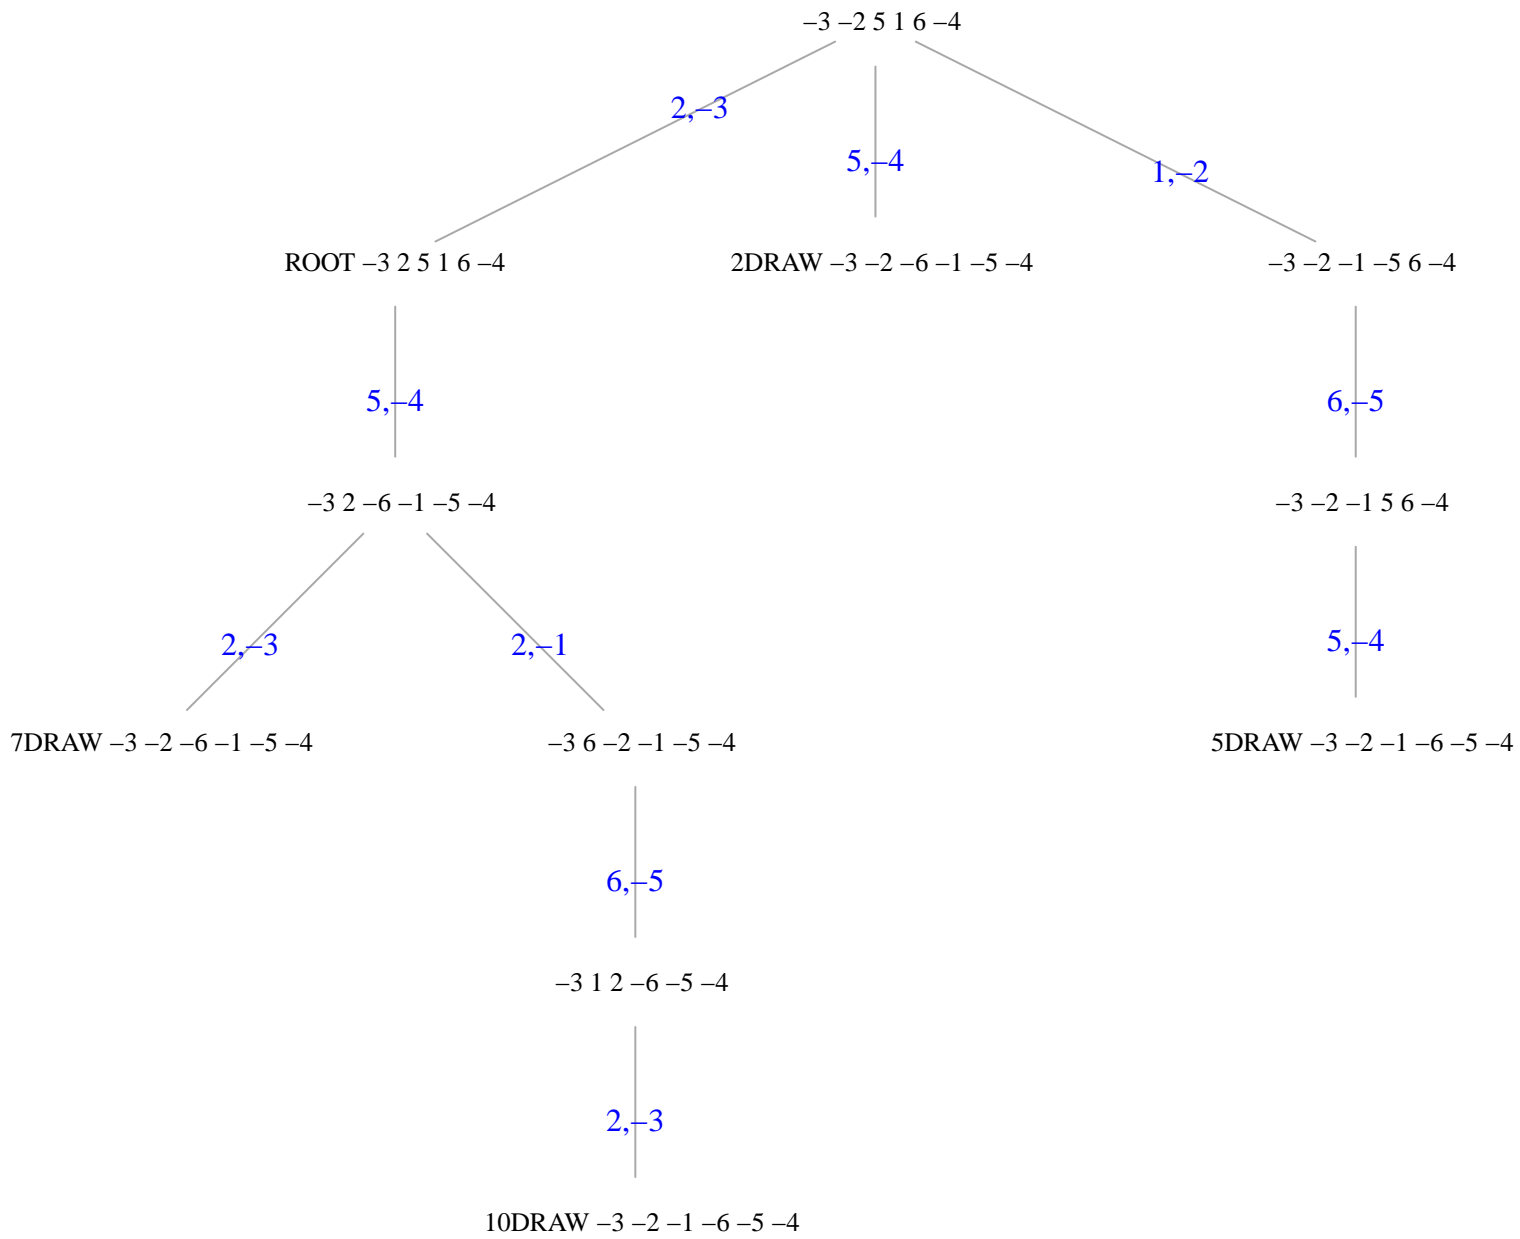 –3 –2 5 1 6 –4
2,–3
5,–4
1,–2
ROOT –3 2 5 1 6 –4
2DRAW –3 –2 –6 –1 –5 –4
–3 –2 –1 –5 6 –4
5,–4
6,–5
–3 2 –6 –1 –5 –4
–3 –2 –1 5 6 –4
2,–3
2,–1
5,–4
7DRAW –3 –2 –6 –1 –5 –4
–3 6 –2 –1 –5 –4
5DRAW –3 –2 –1 –6 –5 –4
6,–5
–3 1 2 –6 –5 –4
2,–3
10DRAW –3 –2 –1 –6 –5 –4